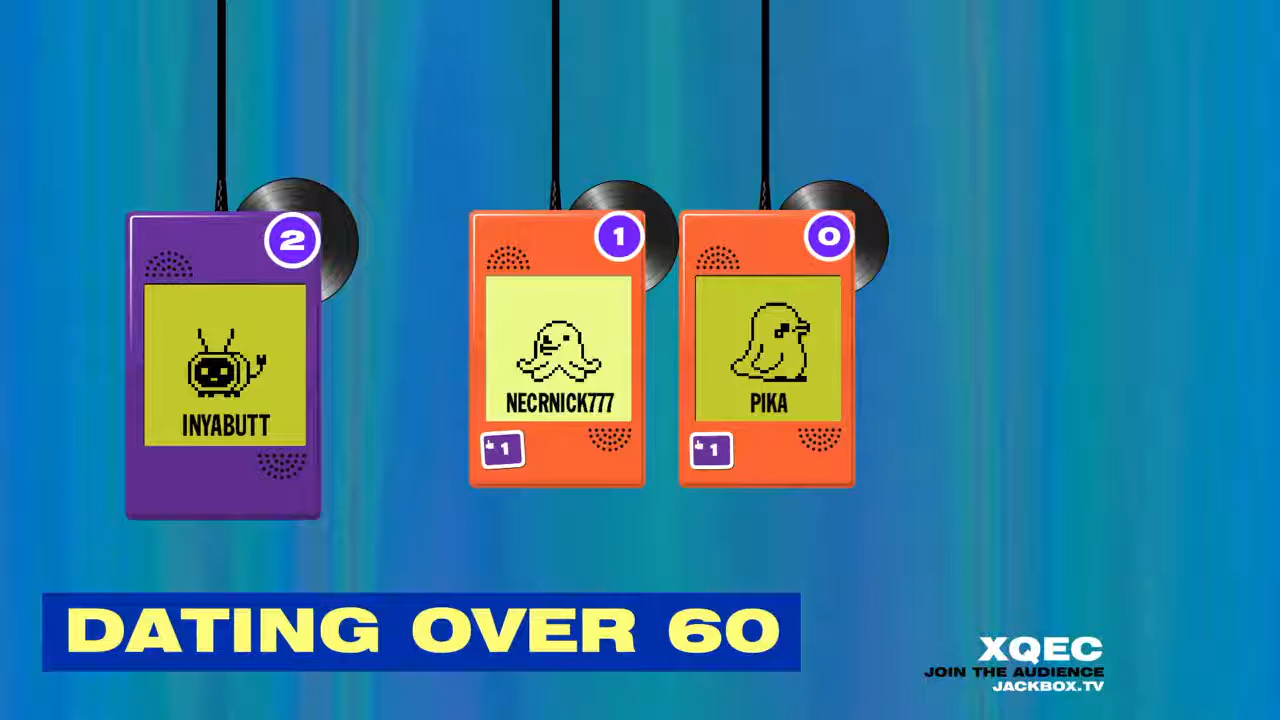 2
INYABUTT
1
NECRNICK777
1
0
PIKA
1
DATING OVER 60
XQEC
JOIN THE AUDIENCE
JACKBOX.TV